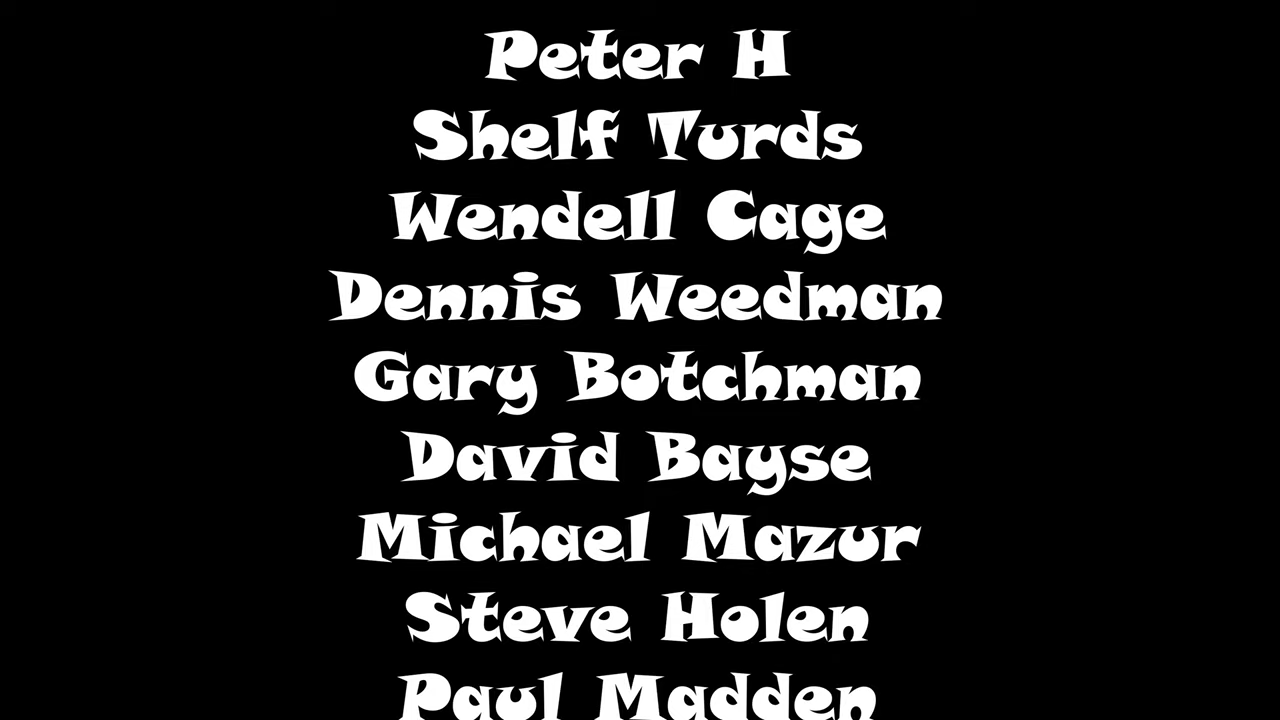 Peter H
Shelf Turds
Wendell Cage
Dennis Weedman
Gary Botchman
David Bayse
Michael Mazur
Steve Holen
Paul Madden